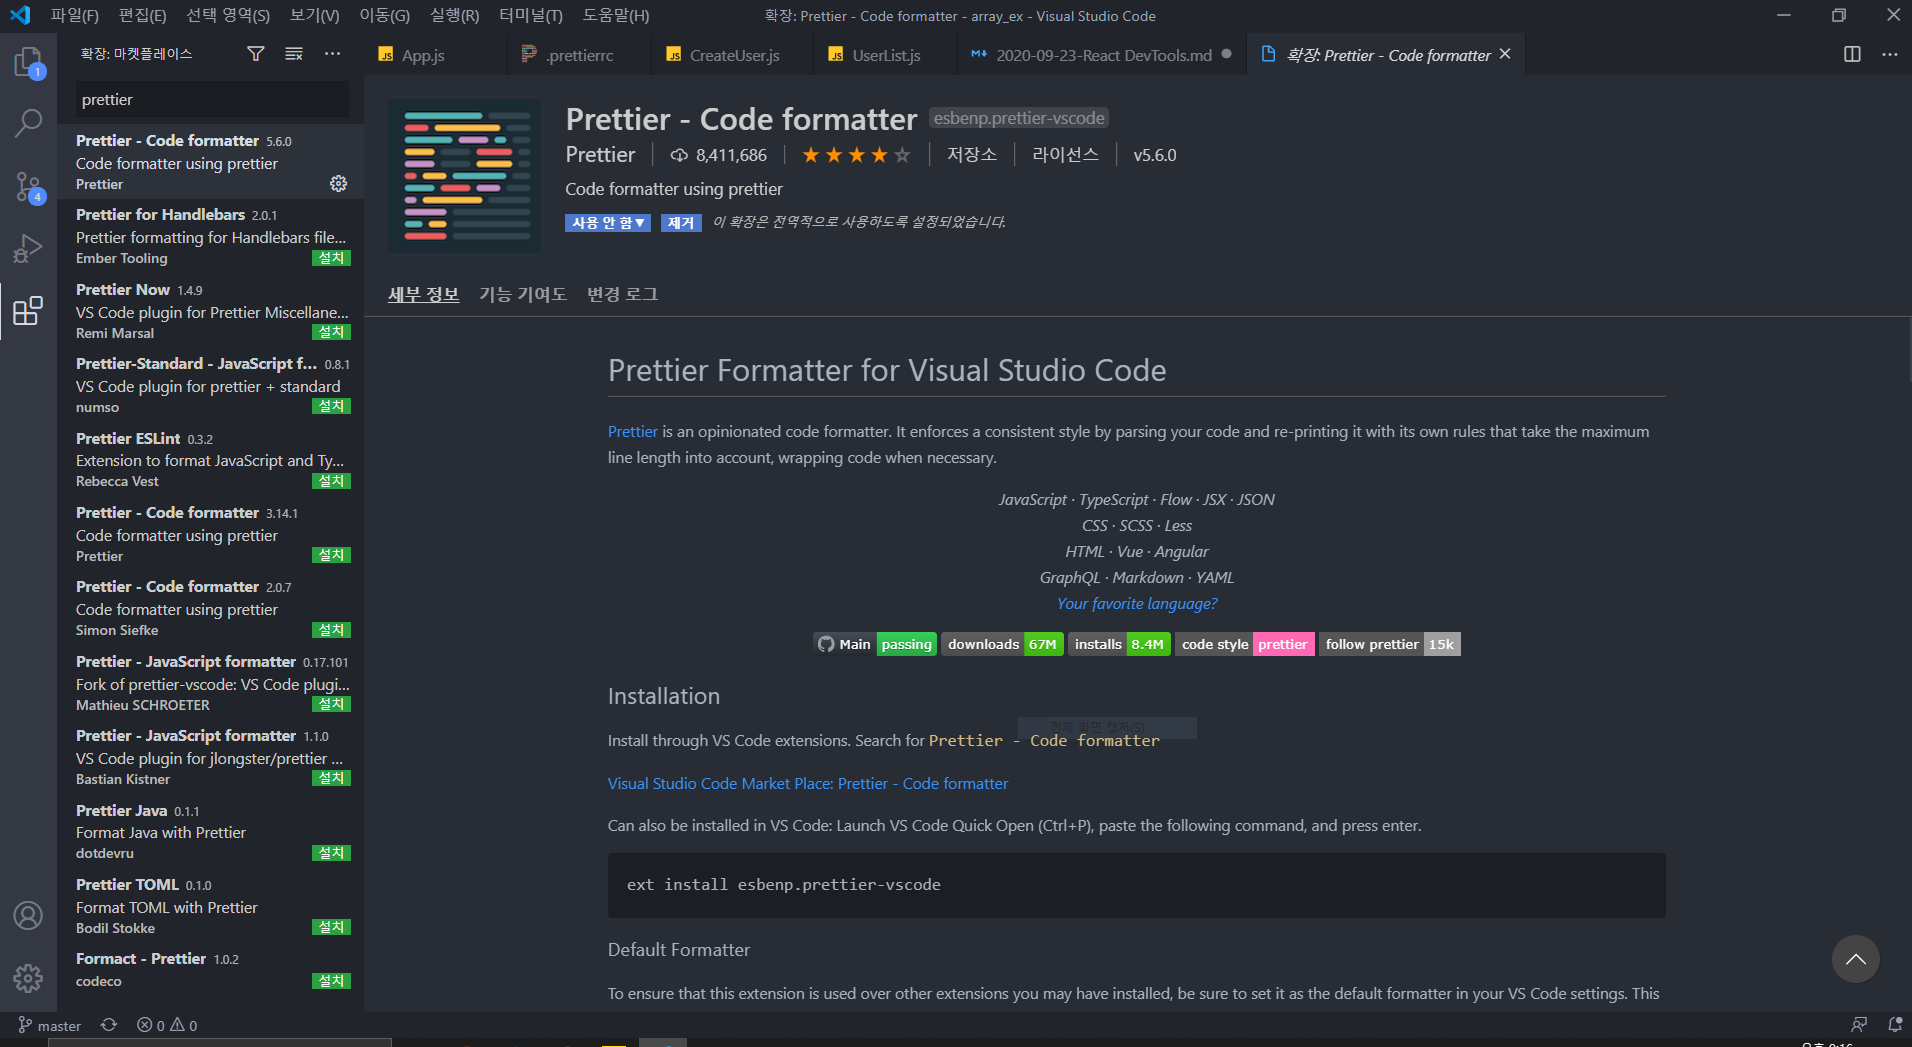 파일(F) 편집(E) 선택 영역(S) 보기(V) 이동(G) 실행(R) 터미널(T) 도움말(H) 확장: Prettier - Code formatter - array_ex - Visual Studio Code
확장: 마켓플레이스
App.js .prettierrc CreateUser.js UserList.js 2020-09-23-React DevTools.md 확장: Prettier - Code formatter
1
4
prettier
Prettier - Code formatter 5.6.0
Code formatter using prettier
Prettier
Prettier for Handlebars 2.0.1
Prettier formatting for Handlebars file...
Ember Tooling 설치
Prettier Now 1.4.9
VS Code plugin for Prettier Miscellane...
Remi Marsal 설치
Prettier-Standard - JavaScript f... 0.8.1
VS Code plugin for prettier + standard
numso 설치
Prettier ESLint 0.3.2
Extension to format JavaScript and Ty...
Rebecca Vest 설치
Prettier - Code formatter 3.14.1
Code formatter using prettier
Prettier 설치
Prettier - Code formatter 2.0.7
Code formatter using prettier
Simon Siefke 설치
Prettier - JavaScript formatter 0.17.101
Fork of prettier-vscode: VS Code plugi...
Mathieu SCHROETER 설치
Prettier - JavaScript formatter 1.1.0
VS Code plugin for jlongster/prettier ...
Bastian Kistner 설치
Prettier Java 0.1.1
Format Java with Prettier
dotdevru 설치
Prettier TOML 0.1.0
Format TOML with Prettier
Bodil Stokke 설치
Formact - Prettier 1.0.2
codeco 설치
Prettier - Code formatter esbenp.prettier-vscode
Prettier 8,411,686 저장소 라이선스 v5.6.0
Code formatter using prettier
사용 안 함▼ 제거 이 확장은 전역적으로 사용하도록 설정되었습니다.
세부 정보 기능 기여도 변경 로그
Prettier Formatter for Visual Studio Code
Prettier is an opinionated code formatter. It enforces a consistent style by parsing your code and re-printing it with its own rules that take the maximum
line length into account, wrapping code when necessary.
JavaScript · TypeScript · Flow · JSX · JSON
CSS · SCSS · Less
HTML · Vue · Angular
GraphQL · Markdown · YAML
Your favorite language?
Main passing downloads 67M installs 8.4M code style prettier follow prettier 15k
Installation
전체 화면 캡처(S)
Install through VS Code extensions. Search for Prettier - Code formatter
Visual Studio Code Market Place: Prettier - Code formatter
Can also be installed in VS Code: Launch VS Code Quick Open (Ctrl+P), paste the following command, and press enter.
ext install esbenp.prettier-vscode
Default Formatter
To ensure that this extension is used over other extensions you may have installed, be sure to set it as the default formatter in your VS Code settings. This
master 0 0